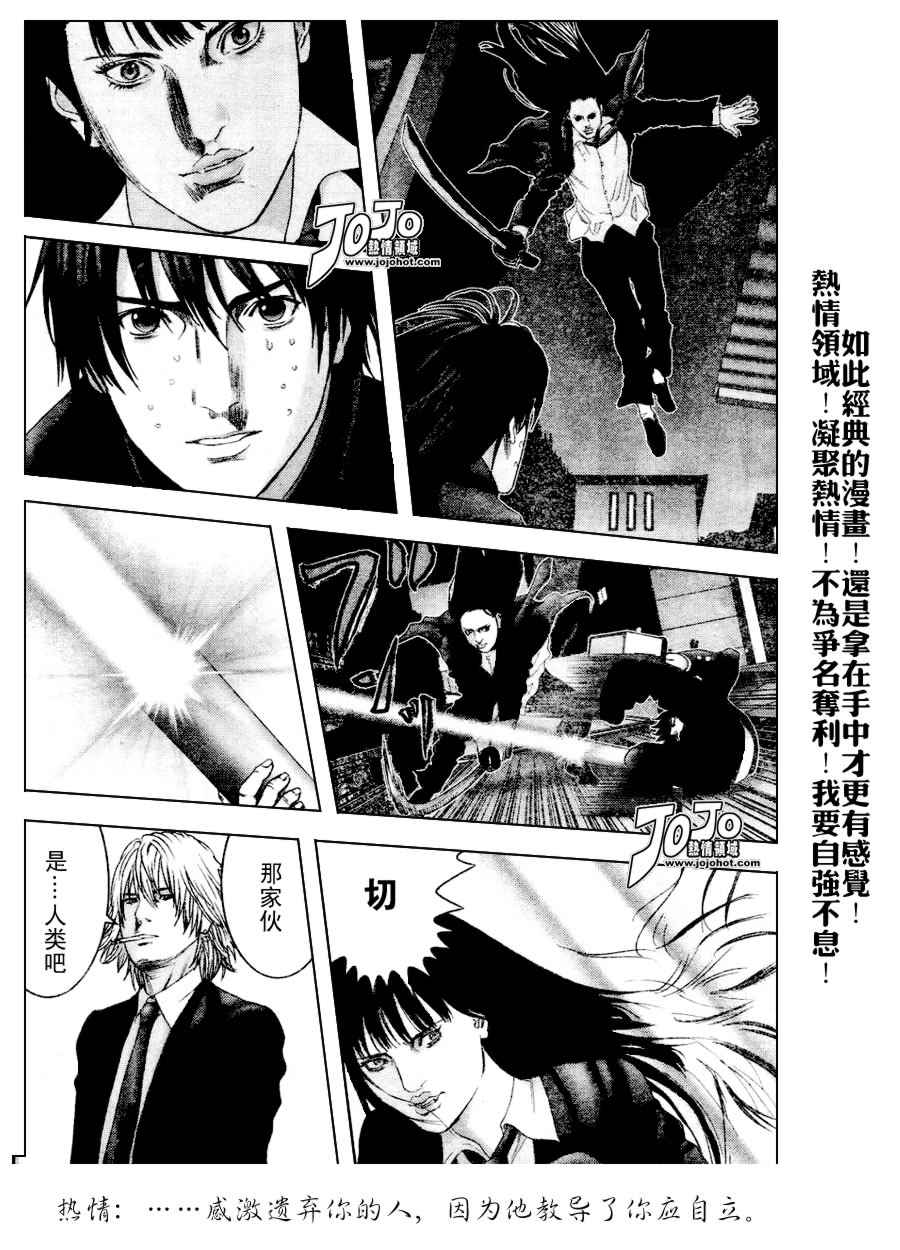 JOJO
熱情領域
www.jojohot.com
ブブ
JOJO
熱情領域
www.jojohot.com
切
那家伙
是……人类吧
如此經典的漫畫！還是拿在手中才更有感覺！
熱情領域！凝聚熱情！不為爭名奪利！我要自強不息！
热情：……感激遗弃你的人，因为他教导了你应自立。